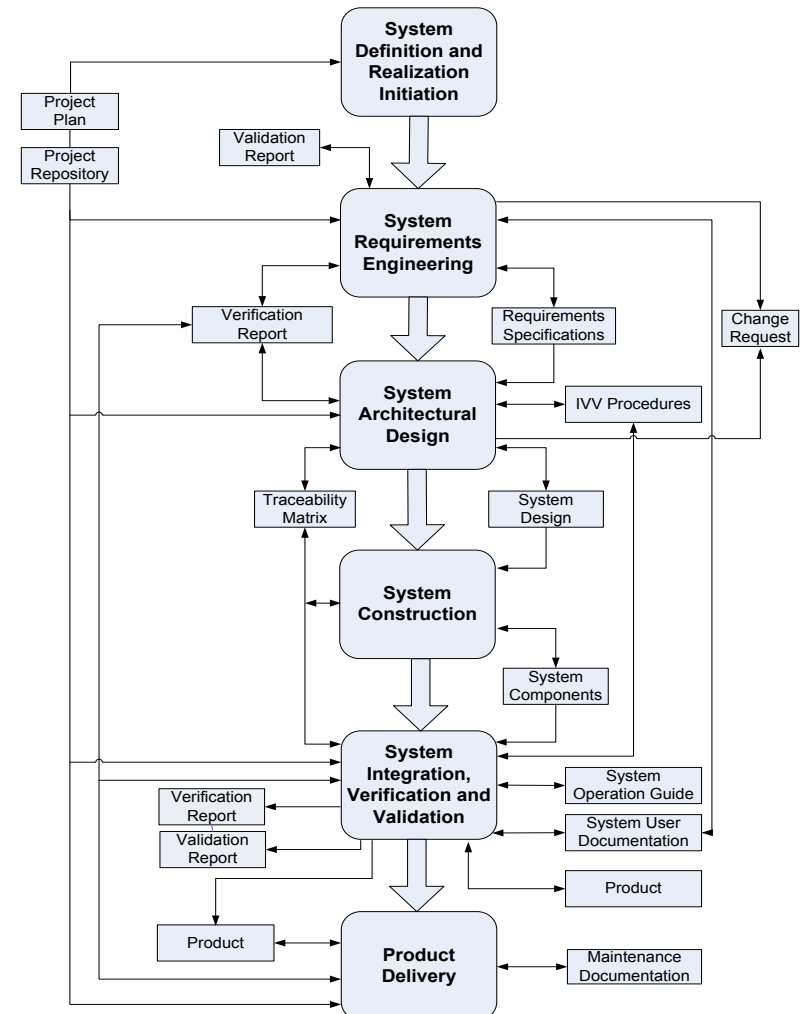 System
Definition and
Realization
Initiation
Project
Plan
Validation
Report
Project
Repository
System
Requirements
Engineering
Verification
Report
Requirements
Specifications
Change
Request
System
Architectural
Design
IVV Procedures
Traceability
Matrix
System
Design
System
Construction
System
Components
System
Integration,
Verification and
Validation
System
Operation Guide
Verification
Report
System User
Documentation
Validation
Report
Product
Product
Product
Delivery
Maintenance
Documentation